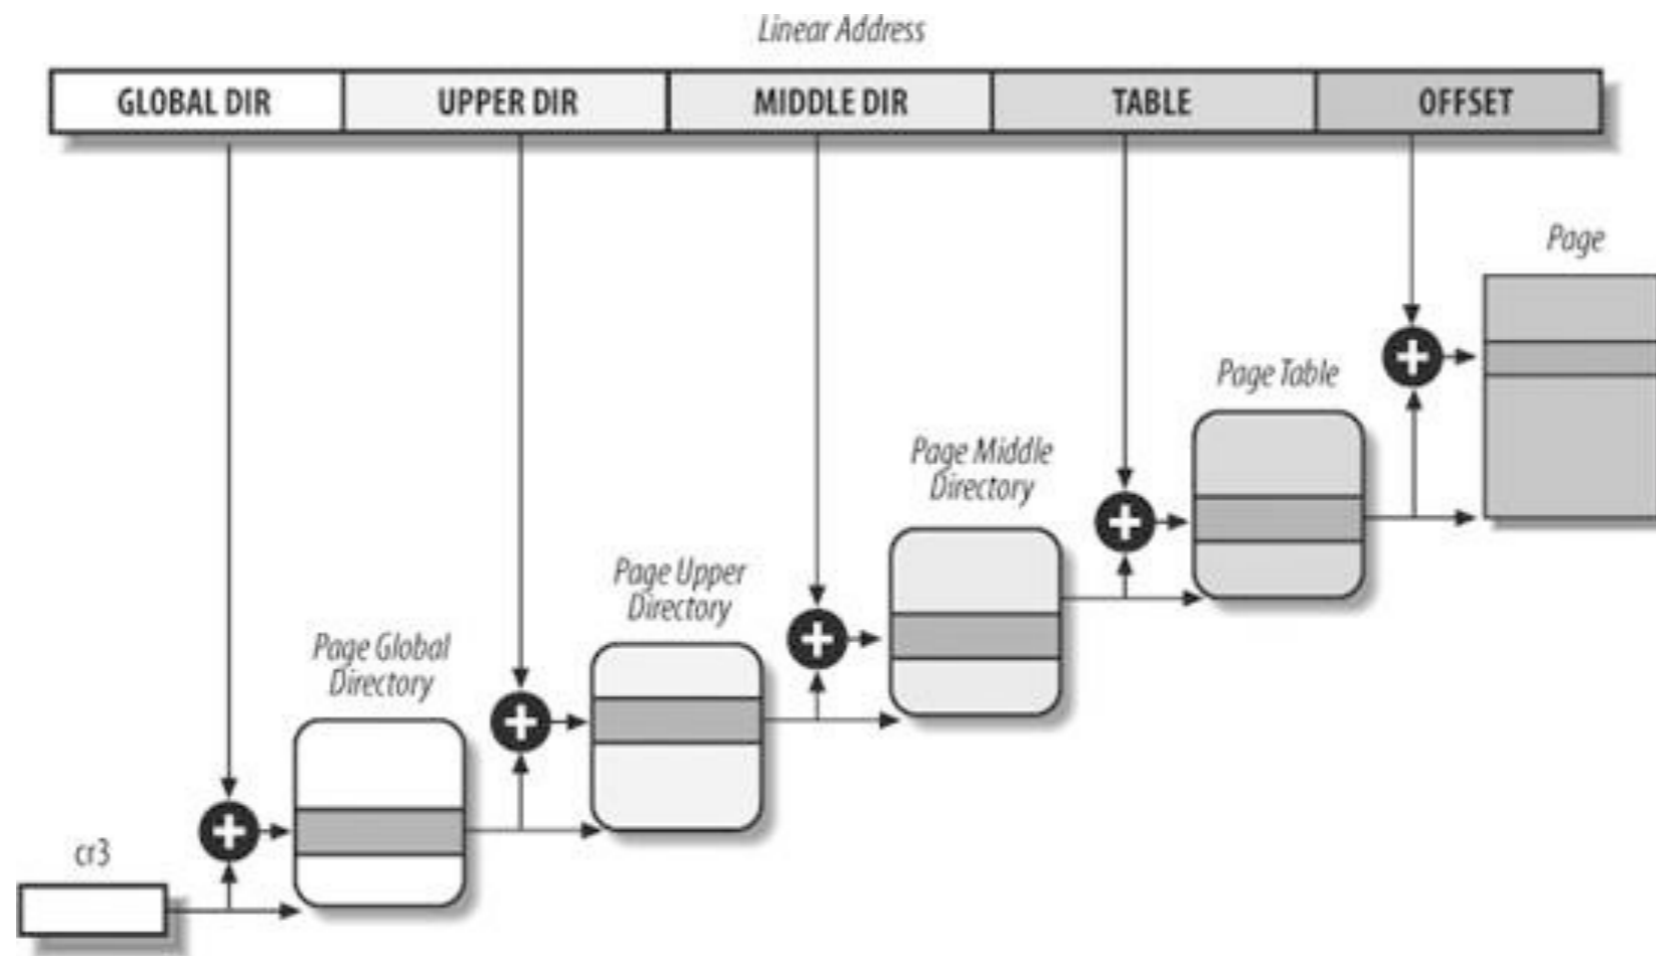 Linear Address
GLOBAL DIR
UPPER DIR
MIDDLE DIR
TABLE
OFFSET
Page
Page Table
Page Middle
Directory
Page Upper
Directory
Page Global
Directory
cr3